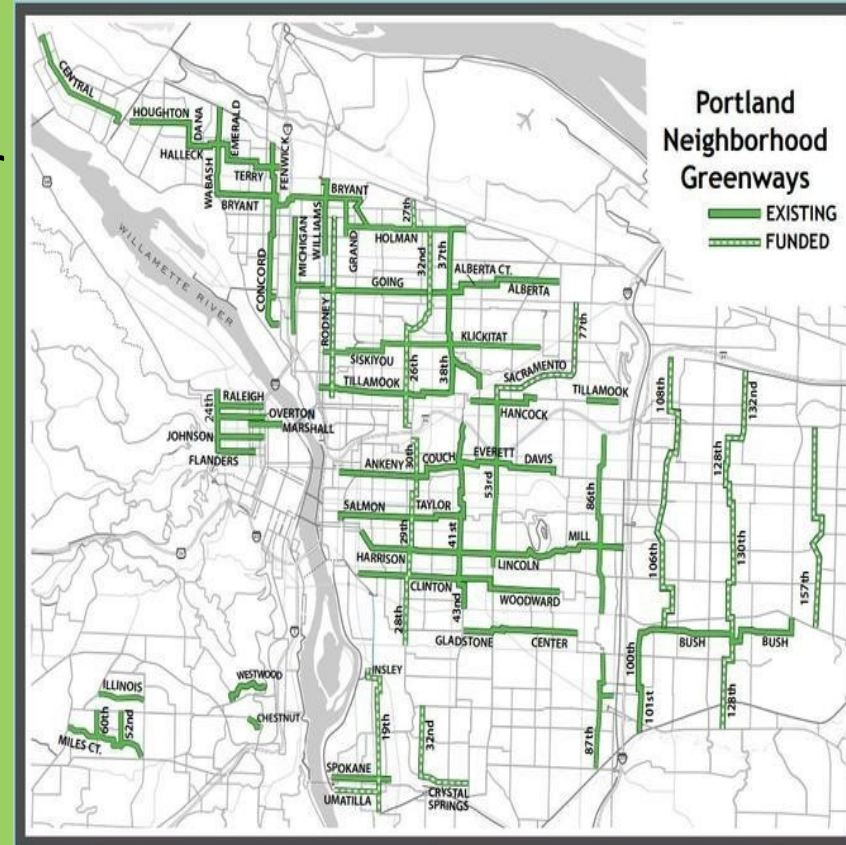 Portland
Neighborhood
Greenways
EXISTING
FUNDED
CENTRAL
HOUGHTON
DANA
EMERALD
HALLECK
TERRY
FENWICK
WABASH
BRYANT
BRYANT
WILLIAMS
MICHIGAN
GRAND
27th
HOLMAN
32nd
37th
WILLAMETTE RIVER
CONCORD
GOING
ALBERTA CT.
ALBERTA
RODNEY
SISKIYOU
KLICKITAT
77th
26th
38th
TILLAMOOK
SACRAMENTO
TILLAMOOK
HANCOCK
108th
132nd
24th
RALEIGH
OVERTON
MARSHALL
JOHNSON
FLANDERS
30th
ANKENY
COUCH
EVERETT
DAVIS
53rd
128th
86th
SALMON
TAYLOR
29th
41st
HARRISON
MILL
LINCOLN
106th
130th
157th
CLINTON
WOODWARD
43nd
28th
GLADSTONE
CENTER
BUSH
BUSH
100th
101st
128th
87th
INSLEY
19th
32nd
WESTWOOD
CHESTNUT
ILLINOIS
60th
52nd
MILES CT.
SPOKANE
UMATILLA
CRYSTAL
SPRINGS